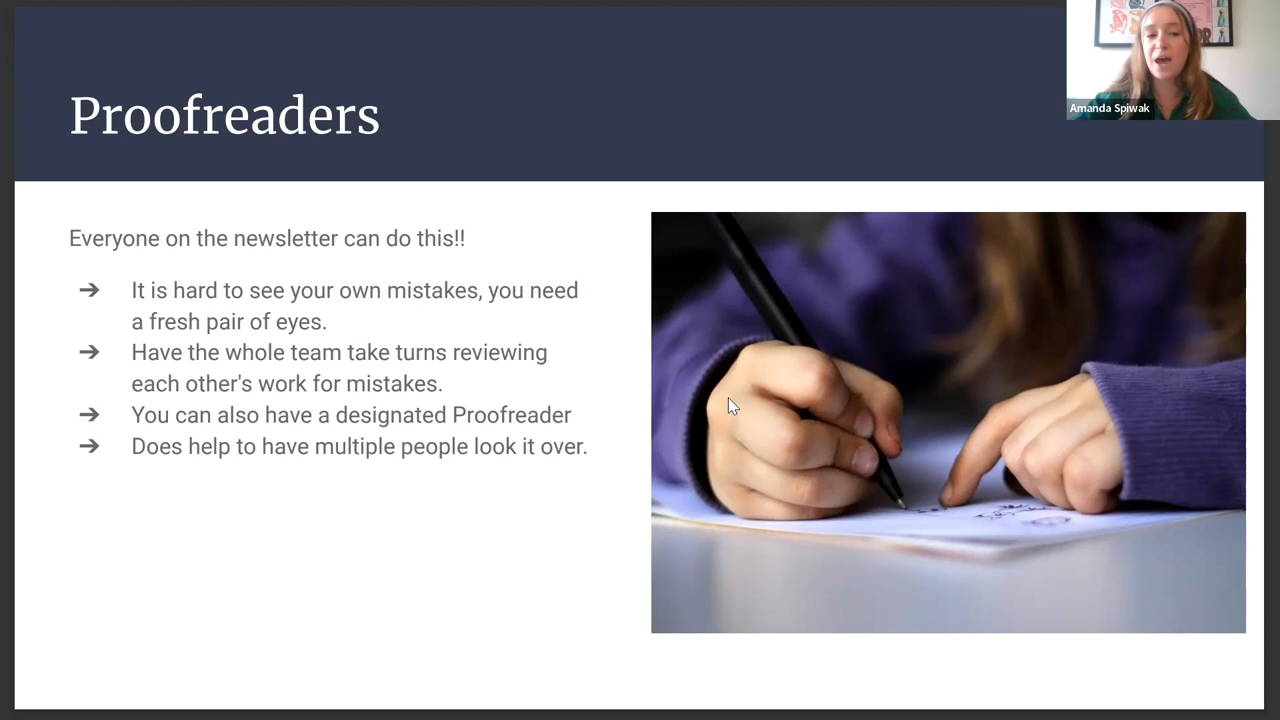 Proofreaders
Amanda Spiwak
Everyone on the newsletter can do this!!
➔ It is hard to see your own mistakes, you need
a fresh pair of eyes.
➔ Have the whole team take turns reviewing
each other's work for mistakes.
➔ You can also have a designated Proofreader
➔ Does help to have multiple people look it over.